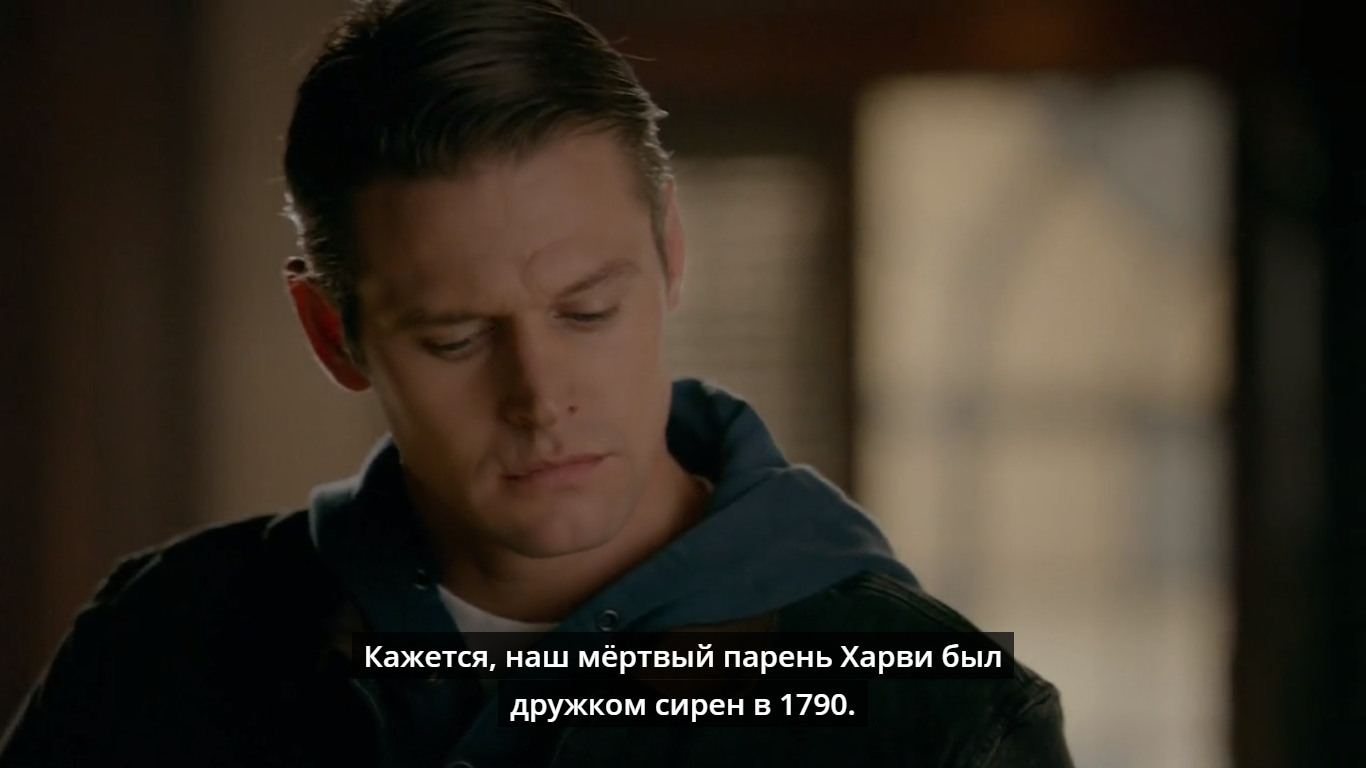 Кажется, наш мёртвый парень Харви был
дружком сирен в 1790.